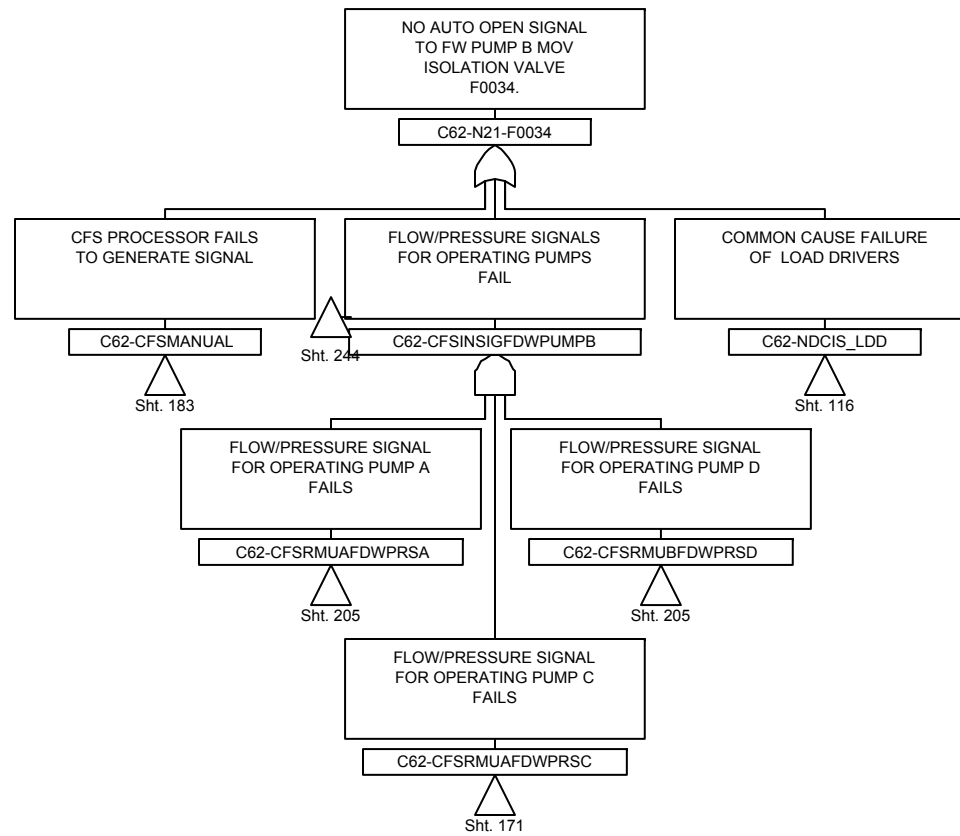 NO AUTO OPEN SIGNAL
TO FW PUMP B MOV
ISOLATION VALVE
F0034.
C62-N21-F0034
CFS PROCESSOR FAILS
TO GENERATE SIGNAL
C62-CFSMANUAL
Sht. 183
FLOW/PRESSURE SIGNALS
FOR OPERATING PUMPS
FAIL
Sht. 244
C62-CFSINSIGFDWPUMPB
COMMON CAUSE FAILURE
OF LOAD DRIVERS
C62-NDCIS_LDD
Sht. 116
FLOW/PRESSURE SIGNAL
FOR OPERATING PUMP A
FAILS
C62-CFSRMUAFDWPRSA
Sht. 205
FLOW/PRESSURE SIGNAL
FOR OPERATING PUMP D
FAILS
C62-CFSRMUBFDWPRSD
Sht. 205
FLOW/PRESSURE SIGNAL
FOR OPERATING PUMP C
FAILS
C62-CFSRMUAFDWPRSC
Sht. 171